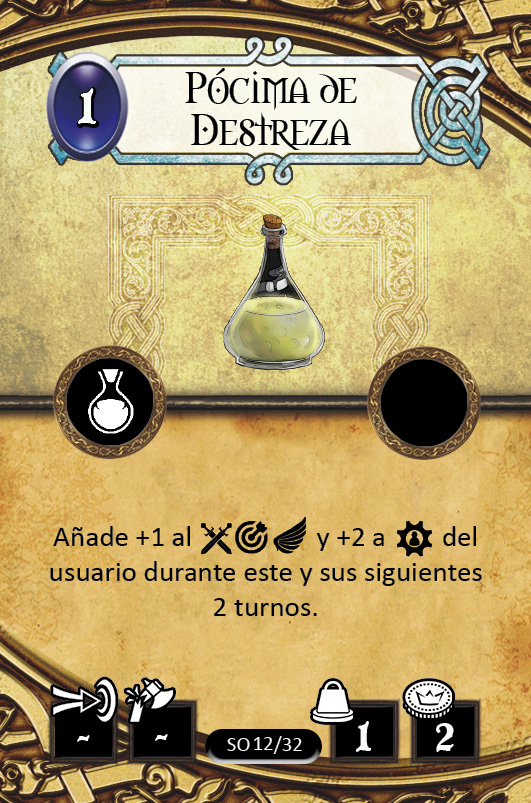 1
Pócima de
Destreza
Añade +1 al y +2 a del
usuario durante este y sus siguientes
2 turnos.
~ ~ SO 12/32 1 2